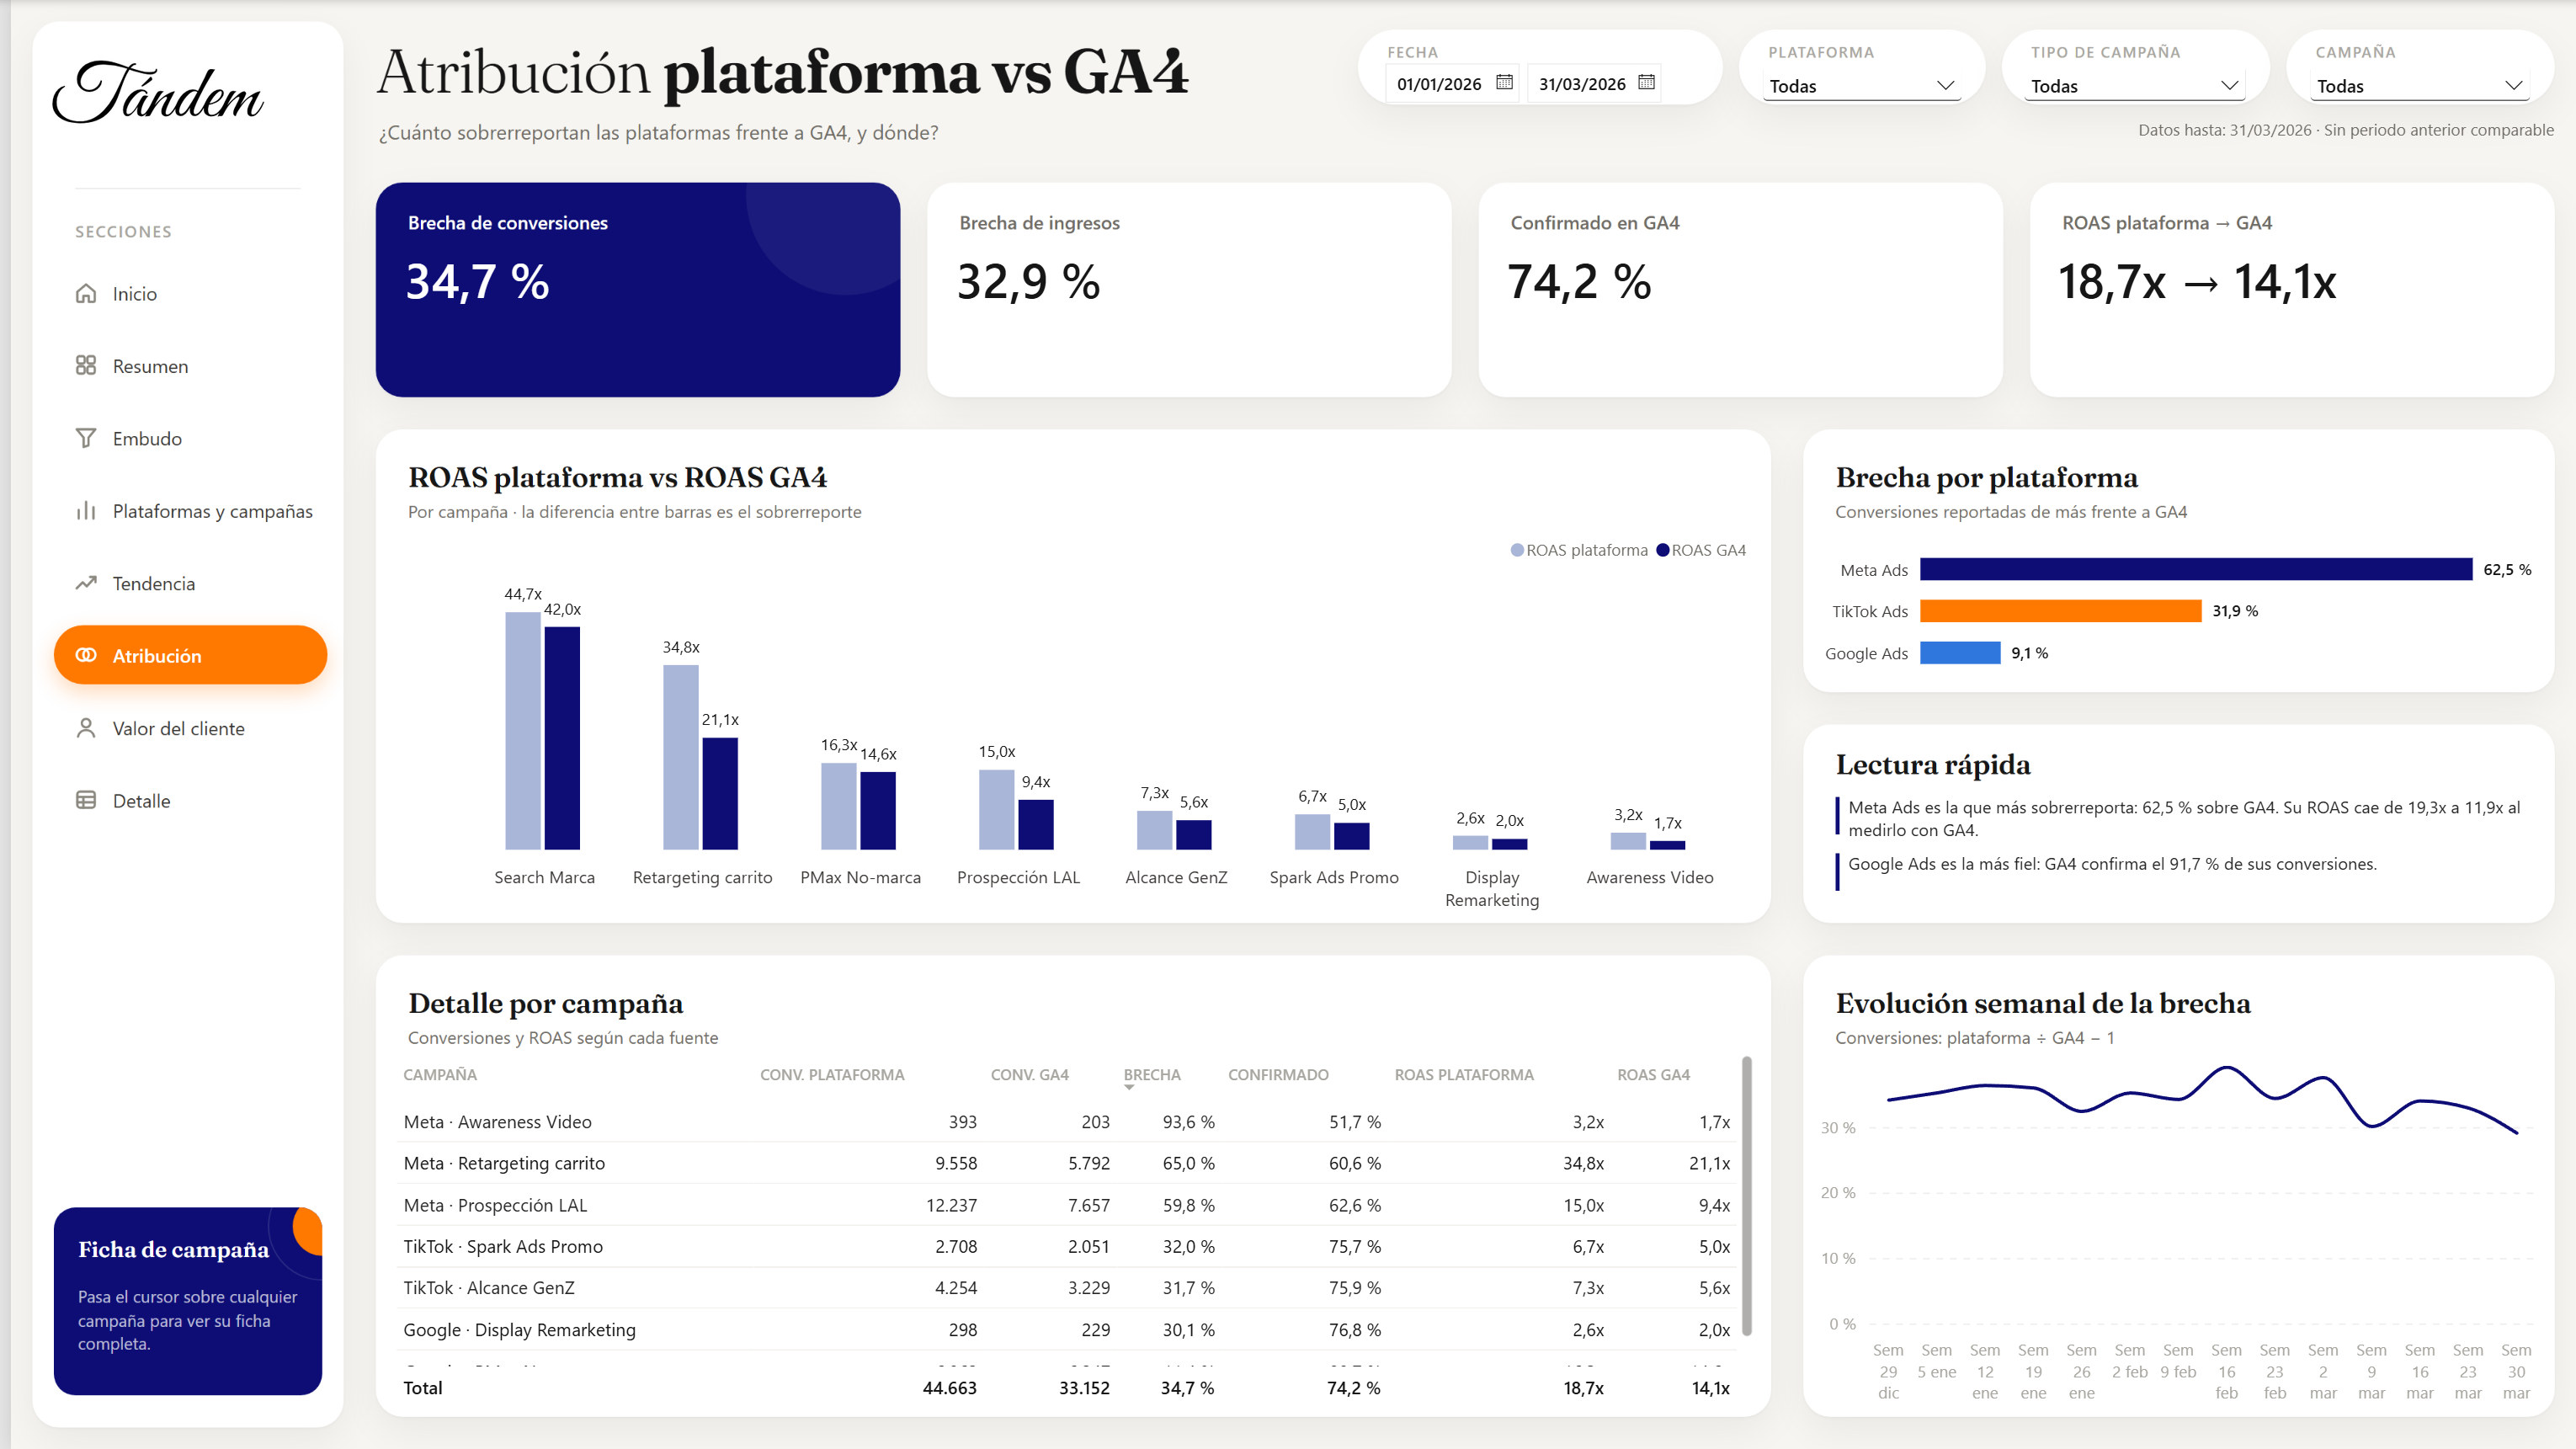 Tándem
SECCIONES
Inicio
Resumen
Embudo
Plataformas y campañas
Tendencia
Atribución
Valor del cliente
Detalle
Ficha de campaña
Pasa el cursor sobre cualquier
campaña para ver su ficha
completa.
Atribución plataforma vs GA4
¿Cuánto sobrerreportan las plataformas frente a GA4, y dónde?
FECHA
01/01/2026 31/03/2026
PLATAFORMA
Todas
TIPO DE CAMPAÑA
Todas
CAMPAÑA
Todas
Datos hasta: 31/03/2026 · Sin periodo anterior comparable
Brecha de conversiones
34,7 %
Brecha de ingresos
32,9 %
Confirmado en GA4
74,2 %
ROAS plataforma → GA4
18,7x → 14,1x
ROAS plataforma vs ROAS GA4
Por campaña · la diferencia entre barras es el sobrerreporte
ROAS plataforma ROAS GA4
44,7x 42,0x
34,8x 21,1x
16,3x 14,6x
15,0x 9,4x
7,3x 5,6x
6,7x 5,0x
2,6x 2,0x
3,2x 1,7x
Search Marca Retargeting carrito PMax No-marca Prospección LAL Alcance GenZ Spark Ads Promo Display Awareness Video
Remarketing
Brecha por plataforma
Conversiones reportadas de más frente a GA4
Meta Ads 62,5 %
TikTok Ads 31,9 %
Google Ads 9,1 %
Lectura rápida
Meta Ads es la que más sobrerreporta: 62,5 % sobre GA4. Su ROAS cae de 19,3x a 11,9x al
medirlo con GA4.
Google Ads es la más fiel: GA4 confirma el 91,7 % de sus conversiones.
Detalle por campaña
Conversiones y ROAS según cada fuente
CAMPAÑA CONV. PLATAFORMA CONV. GA4 BRECHA CONFIRMADO ROAS PLATAFORMA ROAS GA4
Meta · Awareness Video 393 203 93,6 % 51,7 % 3,2x 1,7x
Meta · Retargeting carrito 9.558 5.792 65,0 % 60,6 % 34,8x 21,1x
Meta · Prospección LAL 12.237 7.657 59,8 % 62,6 % 15,0x 9,4x
TikTok · Spark Ads Promo 2.708 2.051 32,0 % 75,7 % 6,7x 5,0x
TikTok · Alcance GenZ 4.254 3.229 31,7 % 75,9 % 7,3x 5,6x
Google · Display Remarketing 298 229 30,1 % 76,8 % 2,6x 2,0x
Total 44.663 33.152 34,7 % 74,2 % 18,7x 14,1x
Evolución semanal de la brecha
Conversiones: plataforma ÷ GA4 – 1
30 %
20 %
10 %
0 %
Sem Sem Sem Sem Sem Sem Sem Sem Sem Sem Sem Sem Sem Sem
29 5 ene 12 19 26 2 feb 9 feb 16 23 2 9 16 23 30
dic ene ene ene feb feb mar mar mar mar mar